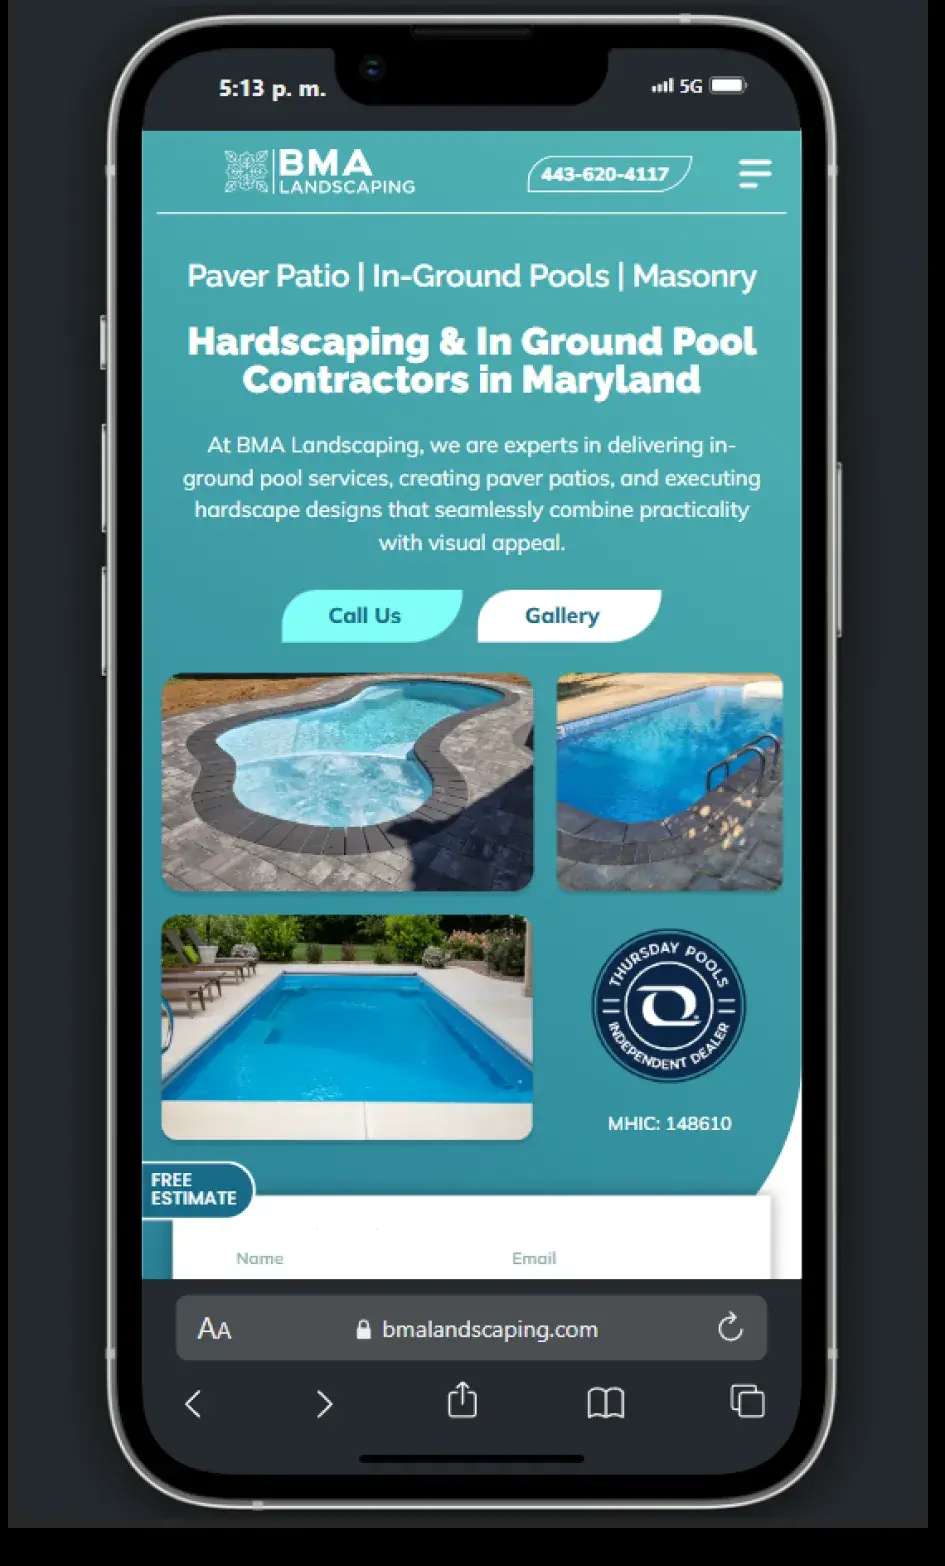 5:13 p. m.
5G
BMA
LANDSCAPING
443-620-4117
Paver Patio | In-Ground Pools | Masonry
Hardscaping & In Ground Pool
Contractors in Maryland
At BMA Landscaping, we are experts in delivering in-
ground pool services, creating paver patios, and executing
hardscape designs that seamlessly combine practicality
with visual appeal.
Call Us
Gallery
THURSDAY POOLS
INDEPENDENT DEALER
MHIC: 148610
FREE
ESTIMATE
Name
Email
AA
bmalandscaping.com